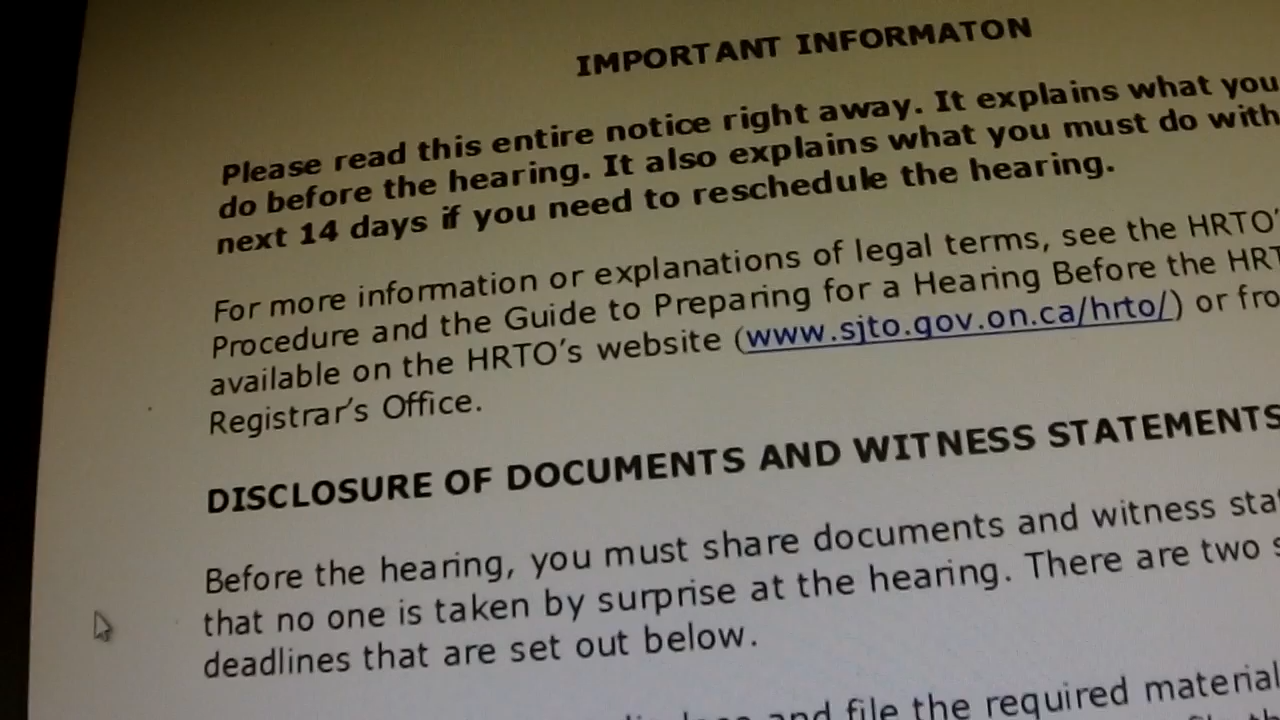 IMPORTANT INFORMATON
Please read this entire notice right away. It explains what you
do before the hearing. It also explains what you must do with
next 14 days if you need to reschedule the hearing.
For more information or explanations of legal terms, see the HRTO'
Procedure and the Guide to Preparing for a Hearing Before the HRT
available on the HRTO's website (www.sjto.gov.on.ca/hrto/) or fro
Registrar's Office.
DISCLOSURE OF DOCUMENTS AND WITNESS STATEMENTS
Before the hearing, you must share documents and witness sta
that no one is taken by surprise at the hearing. There are two s
deadlines that are set out below.
and file the required material